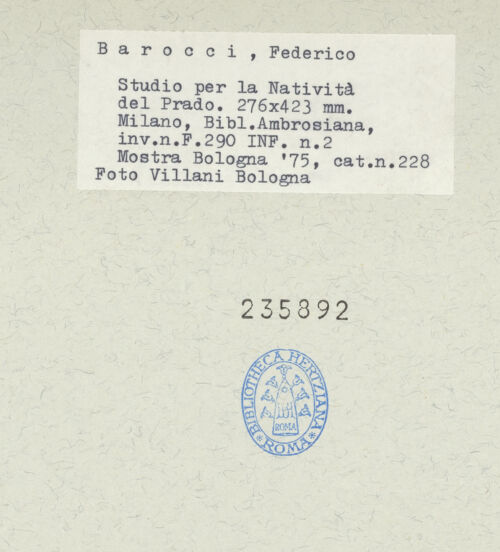 B a r o c c i , Federico
Studio per la Natività
del Prado. 276x423 mm.
Milano, Bibl.Ambrosiana,
inv.n.F.290 INF. n.2
Mostra Bologna '75, cat.n.228
Foto Villani Bologna
235892
BIBLIOTHECA HERTZIANA
ROMA
* ROMA *